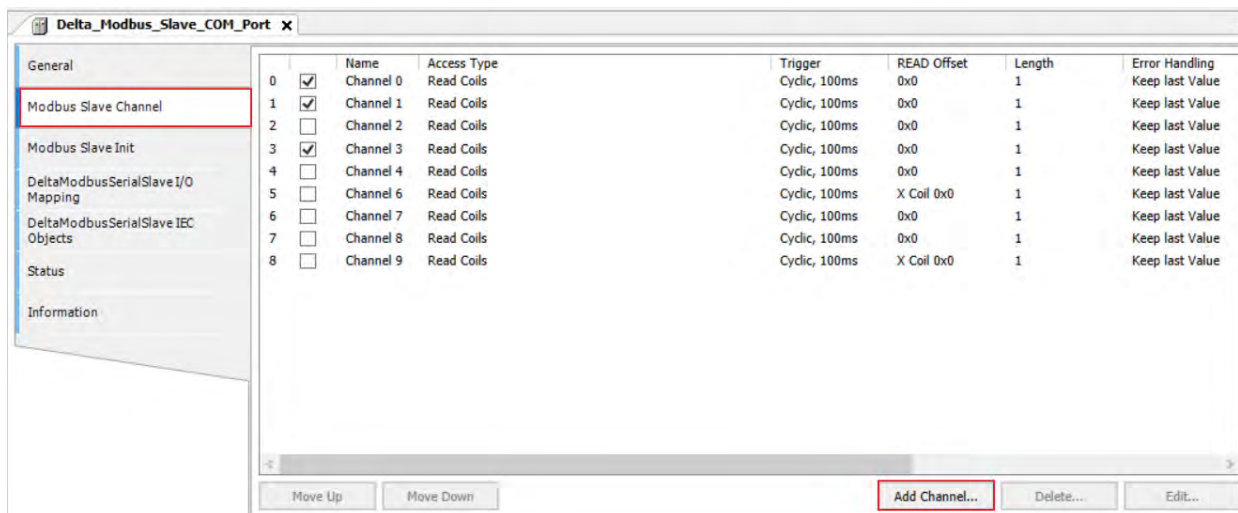 Delta_Modbus_Slave_COM_Port X
General
Modbus Slave Channel
Modbus Slave Init
DeltaModbusSerialSlave I/O
Mapping
DeltaModbusSerialSlave IEC
Objects
Status
Information
Name Access Type Trigger READ Offset Length Error Handling
0 Channel 0 Read Coils Cyclic, 100ms 0x0 1 Keep last Value
1 Channel 1 Read Coils Cyclic, 100ms 0x0 1 Keep last Value
2 Channel 2 Read Coils Cyclic, 100ms 0x0 1 Keep last Value
3 Channel 3 Read Coils Cyclic, 100ms 0x0 1 Keep last Value
4 Channel 4 Read Coils Cyclic, 100ms 0x0 1 Keep last Value
5 Channel 6 Read Coils Cyclic, 100ms X Coil 0x0 1 Keep last Value
6 Channel 7 Read Coils Cyclic, 100ms 0x0 1 Keep last Value
7 Channel 8 Read Coils Cyclic, 100ms 0x0 1 Keep last Value
8 Channel 9 Read Coils Cyclic, 100ms X Coil 0x0 1 Keep last Value
Move Up Move Down Add Channel... Delete... Edit...